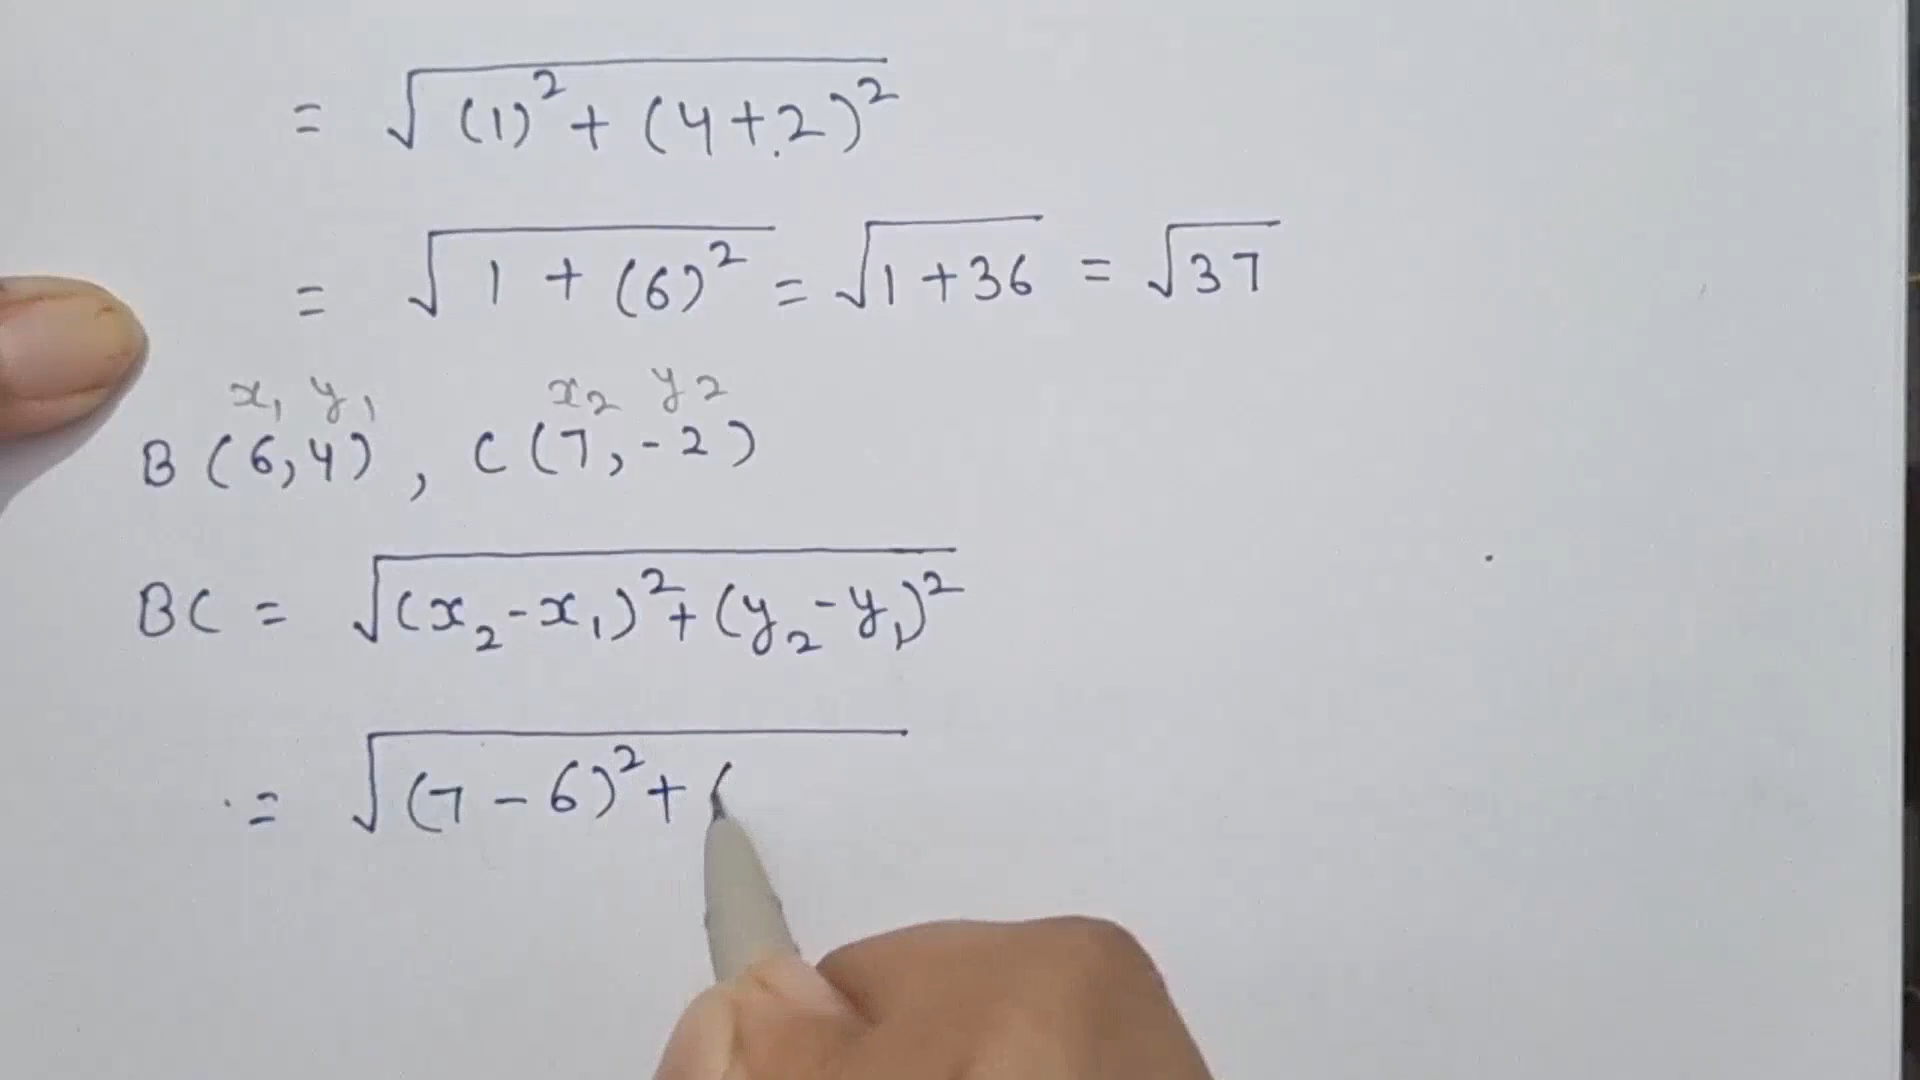 = √(1)² + (4+2)²
= √1 + (6)² = √1+36 = √37
x₁ y₁ x₂ y₂
B (6,4) , C (7,-2)
BC = √(x₂-x₁)²+(y₂-y₁)²
= √(7-6)²+(